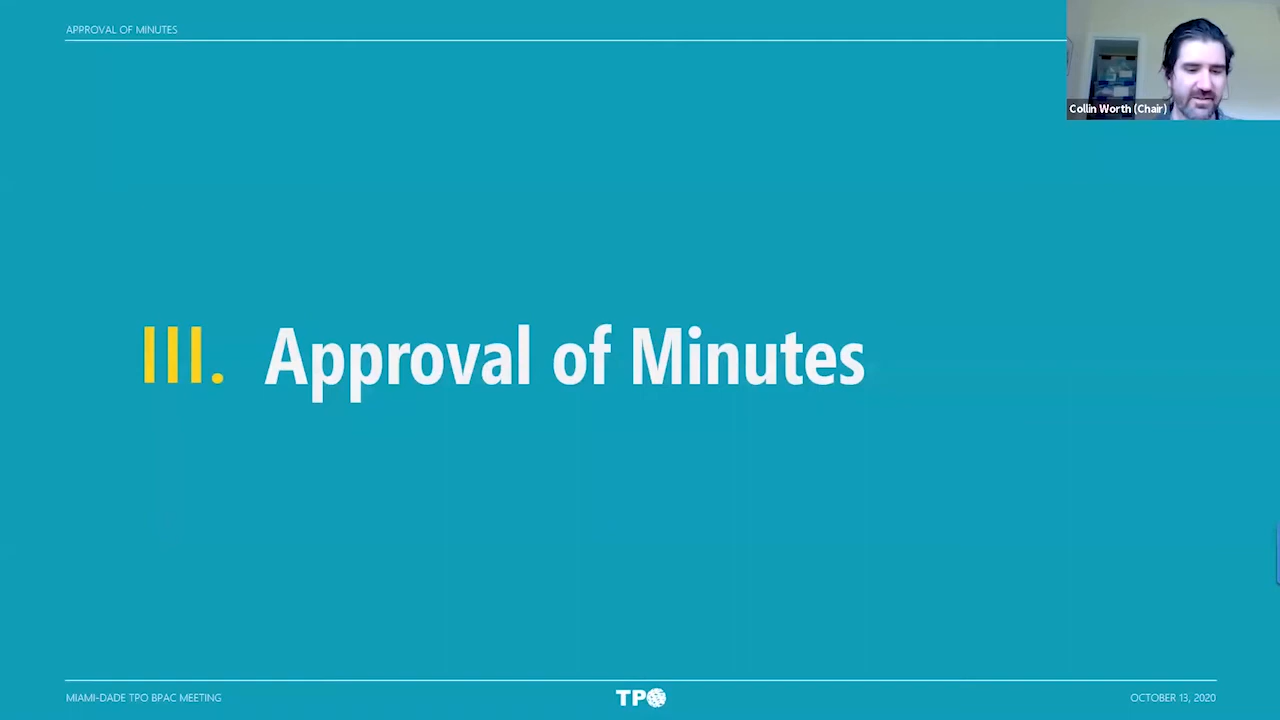 APPROVAL OF MINUTES
Collin Worth (Chair)
III. Approval of Minutes
MIAMI-DADE TPO BPAC MEETING
TPO
OCTOBER 13, 2020